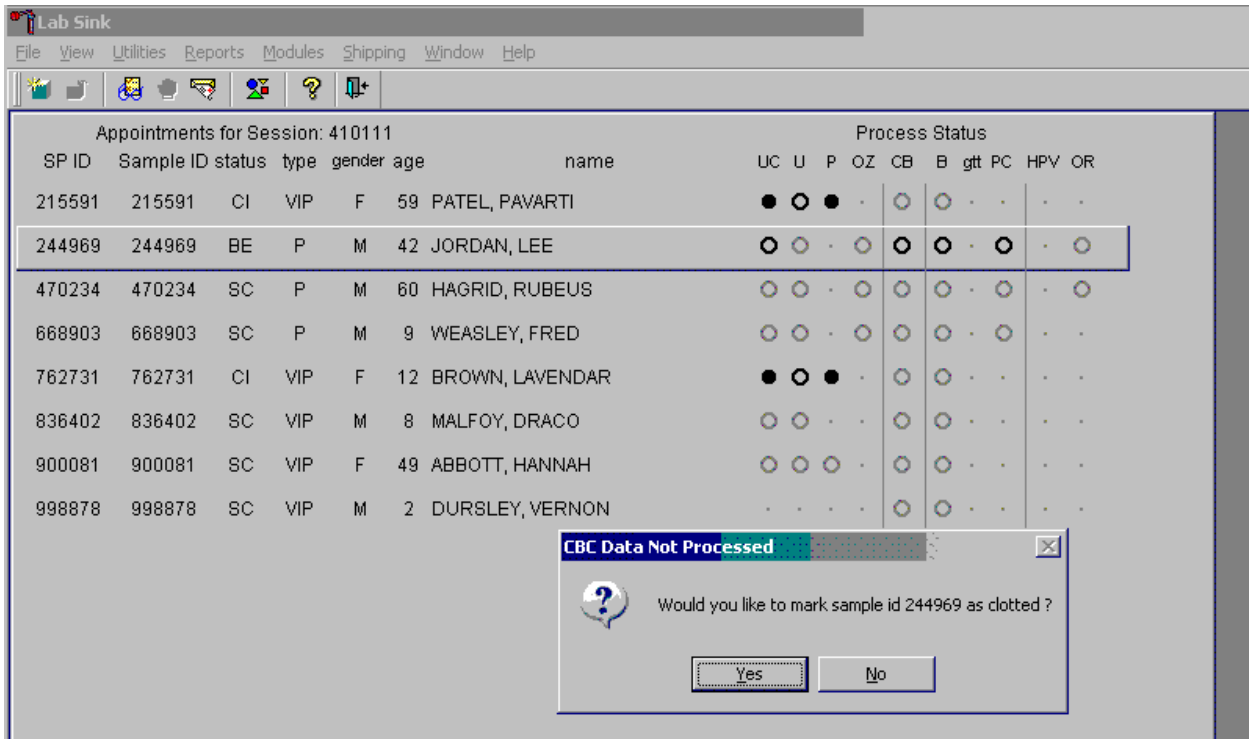 Lab Sink
File View Utilities Reports Modules Shipping Window Help
Appointments for Session: 410111 Process Status
SP ID Sample ID status type gender age name UC U P OZ CB B gtt PC HPV OR
215591 215591 CI VIP F 59 PATEL, PAVARTI
244969 244969 BE P M 42 JORDAN, LEE
470234 470234 SC P M 60 HAGRID, RUBEUS
668903 668903 SC P M 9 WEASLEY, FRED
762731 762731 CI VIP F 12 BROWN, LAVENDAR
836402 836402 SC VIP M 8 MALFOY, DRACO
900081 900081 SC VIP F 49 ABBOTT, HANNAH
998878 998878 SC VIP M 2 DURSLEY, VERNON
CBC Data Not Processed
Would you like to mark sample id 244969 as clotted ?
Yes No